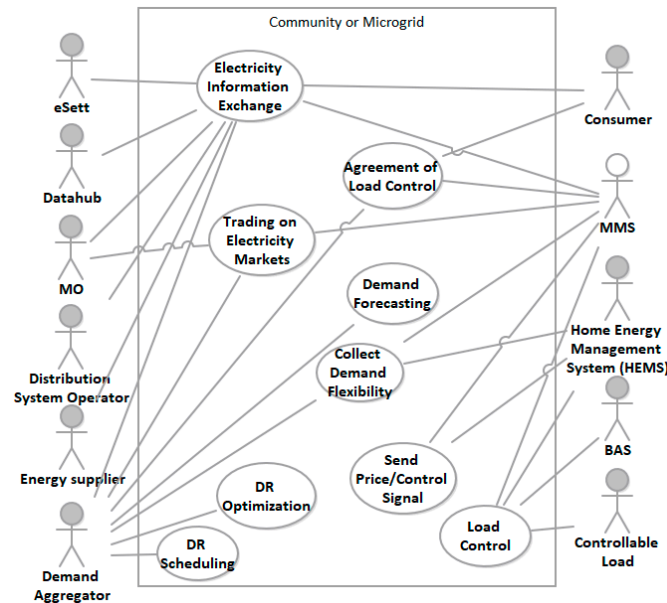 Community or Microgrid
Electricity
Information
Exchange
eSett
Consumer
Agreement of
Load Control
Datahub
Trading on
Electricity
Markets
MMS
MO
Demand
Forecasting
Home Energy
Management
System (HEMS)
Collect
Demand
Flexibility
Distribution
System Operator
BAS
Energy supplier
Send
Price/Control
Signal
DR
Optimization
Load
Control
Controllable
Load
DR
Scheduling
Demand
Aggregator